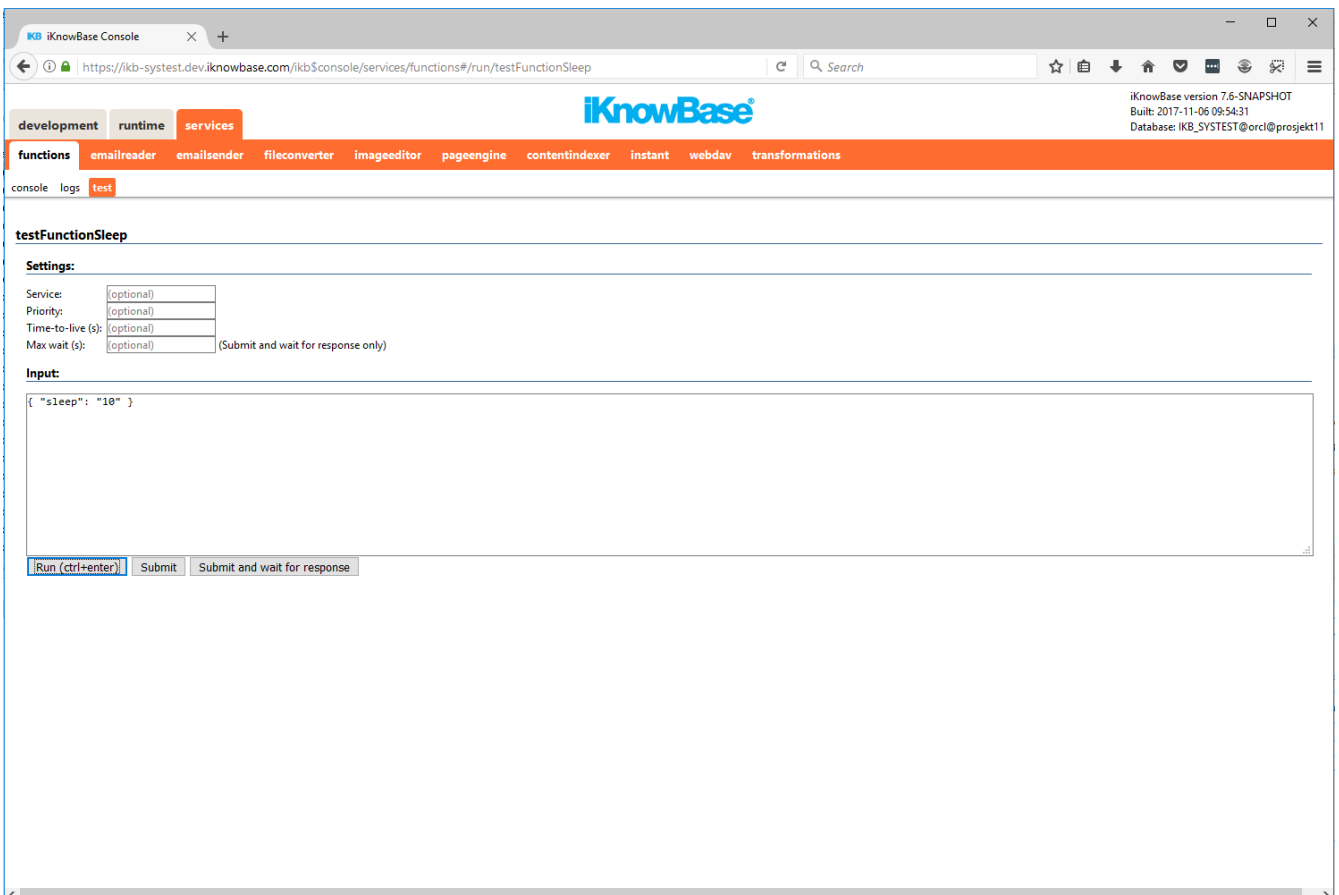 IKB iKnowBase Console
https://ikb-systest.dev.iknowbase.com/ikb$console/services/functions#/run/testFunctionSleep
Search
iKnowBase®
iKnowBase version 7.6-SNAPSHOT
Built: 2017-11-06 09:54:31
Database: IKB_SYSTEST@orcl@prosjekt11
development runtime services
functions emailreader emailsender fileconverter imageeditor pageengine contentindexer instant webdav transformations
console logs test
testFunctionSleep
Settings:
Service: (optional)
Priority: (optional)
Time-to-live (s): (optional)
Max wait (s): (optional) (Submit and wait for response only)
Input:
{ "sleep": "10" }
Run (ctrl+enter) Submit Submit and wait for response